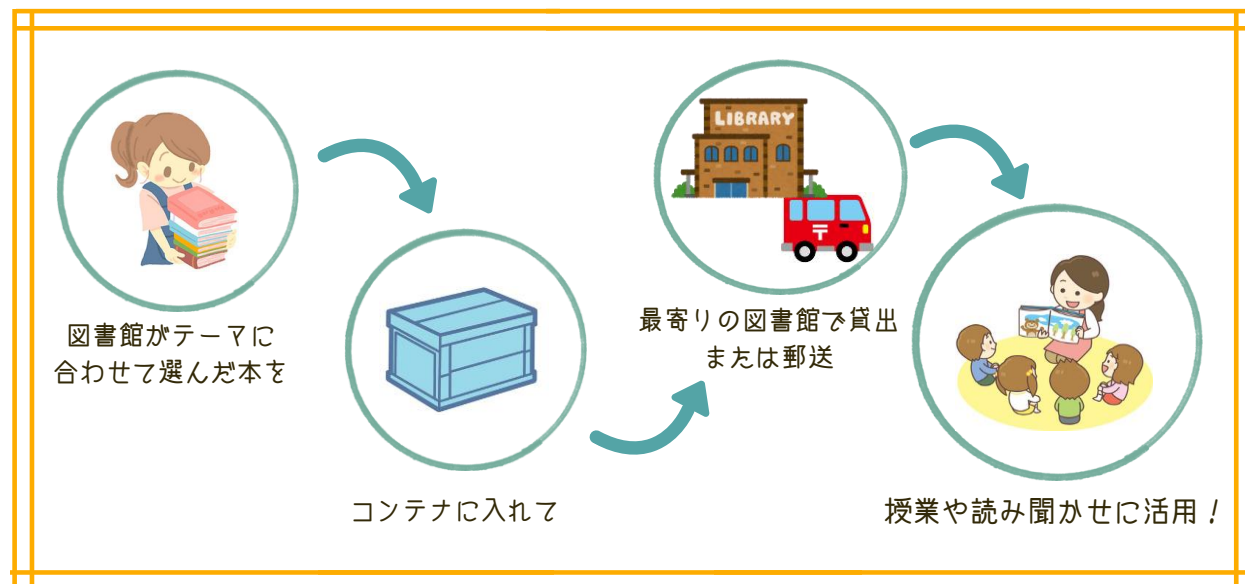 図書館がテーマに
合わせて選んだ本を
コンテナに入れて
LIBRARY
〒
最寄りの図書館で貸出
または郵送
授業や読み聞かせに活用！